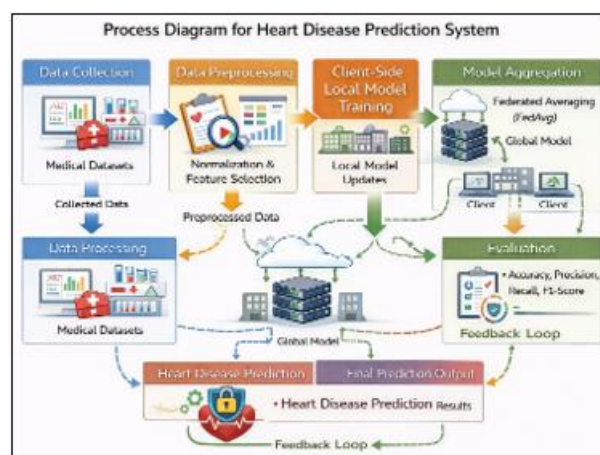 Process Diagram for Heart Disease Prediction System
Data Collection
Medical Datasets
Data Preprocessing
Normalization &
Feature Selection
Client-Side
Local Model
Training
Local Model
Updates
Model Aggregation
Federated Averaging
(FedAvg)
Global Model
Client
Client
Collected Data
Preprocessed Data
Data Processing
Medical Datasets
Global Model
Evaluation
• Accuracy, Precision,
Recall, F1-Score
Feedback Loop
Heart Disease Prediction
Final Prediction Output
• Heart Disease Prediction Results
Feedback Loop